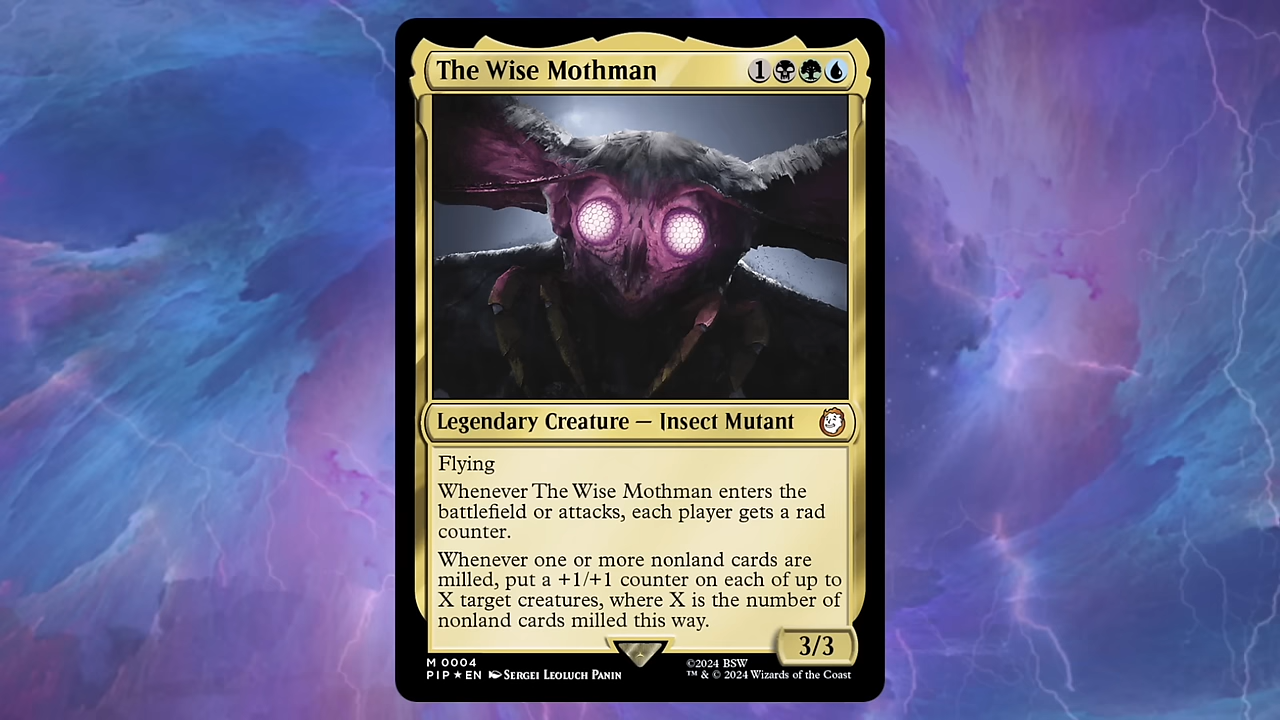 The Wise Mothman 1
Legendary Creature — Insect Mutant
Flying
Whenever The Wise Mothman enters the
battlefield or attacks, each player gets a rad
counter.
Whenever one or more nonland cards are
milled, put a +1/+1 counter on each of up to
X target creatures, where X is the number of
nonland cards milled this way.
3/3
M 0004
PIP ★ EN Sergei Leoluch Panin
©2024 BSW
™ & © 2024 Wizards of the Coast